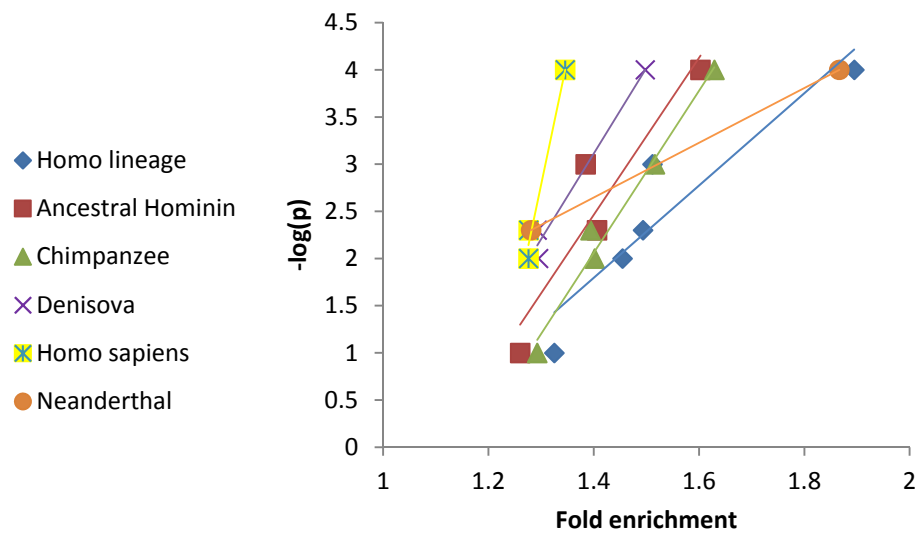 Homo lineage
Ancestral Hominin
Chimpanzee
Denisova
Homo sapiens
Neanderthal
-log(p)
4.5
4
3.5
3
2.5
2
1.5
1
0.5
0
1 1.2 1.4 1.6 1.8 2
Fold enrichment